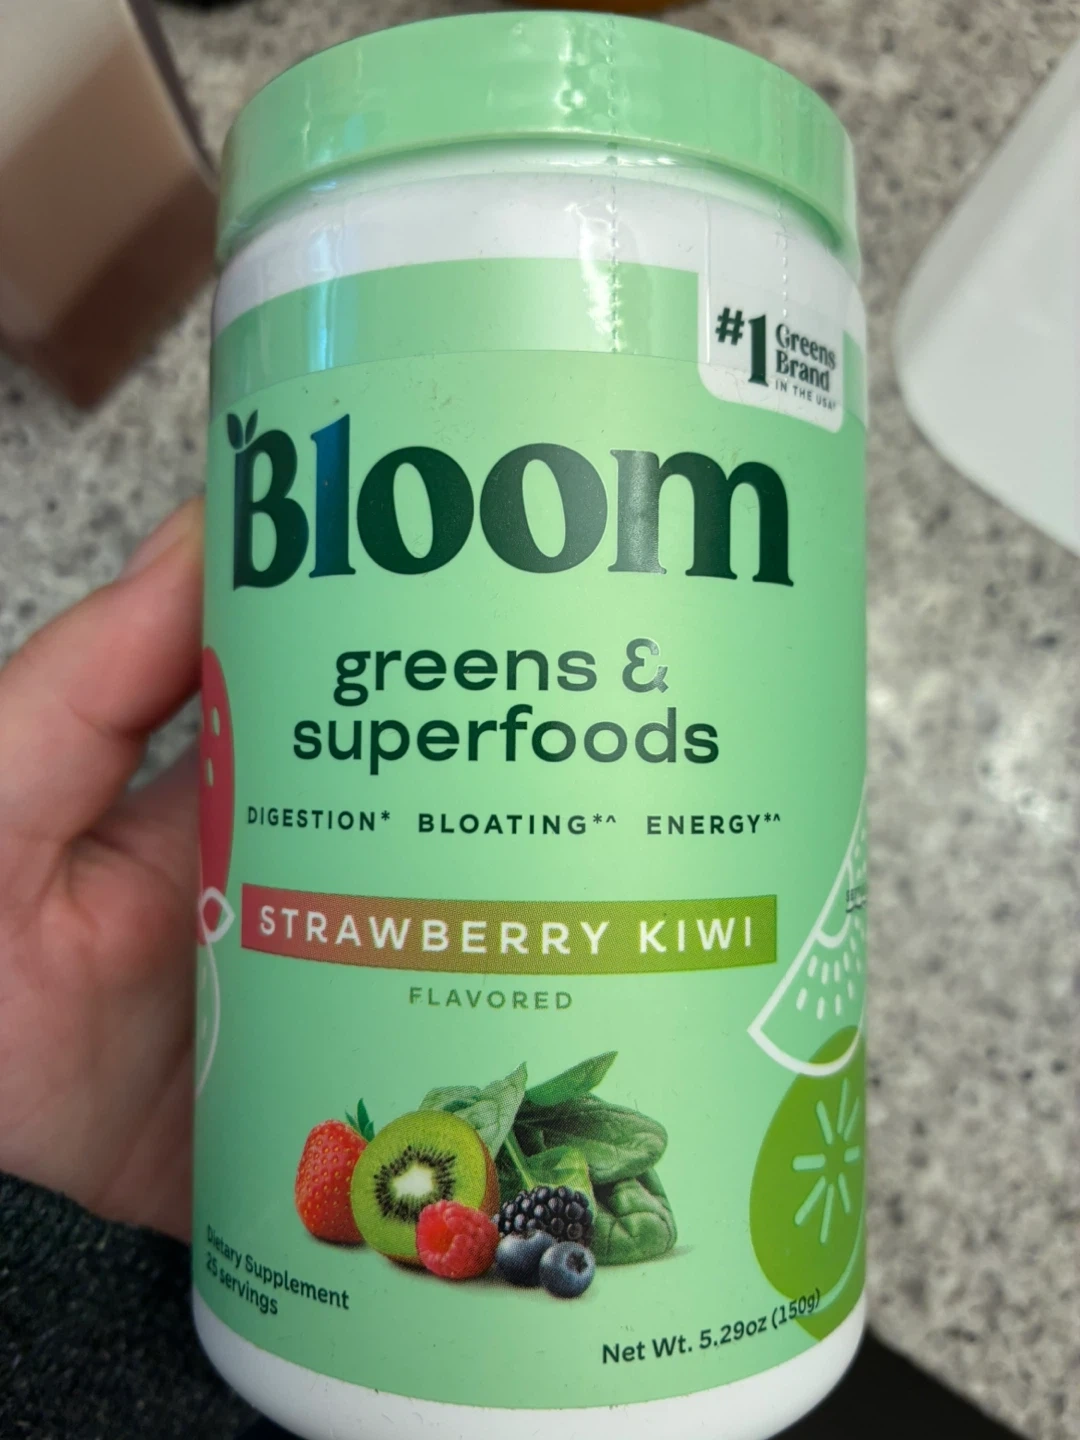 #1 Greens
Brand
IN THE USA
Bloom
greens &
superfoods
DIGESTION* BLOATING*^ ENERGY*^
STRAWBERRY KIWI
FLAVORED
Dietary Supplement
25 servings
Net Wt. 5.29oz (150g)